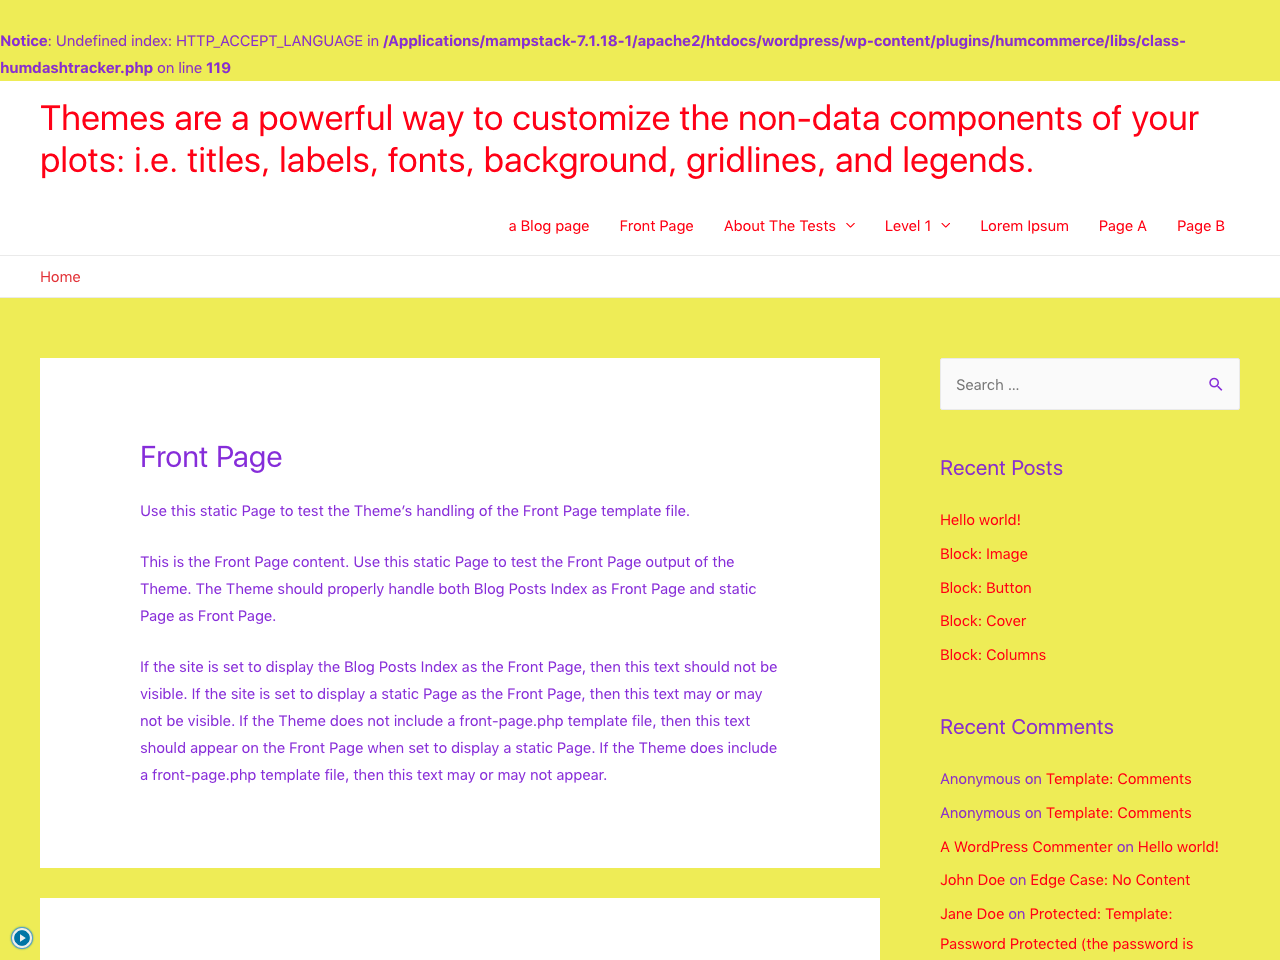 Notice: Undefined index: HTTP_ACCEPT_LANGUAGE in /Applications/mampstack-7.1.18-1/apache2/htdocs/wordpress/wp-content/plugins/humcommerce/libs/class-
humdashtracker.php on line 119
Themes are a powerful way to customize the non-data components of your
plots: i.e. titles, labels, fonts, background, gridlines, and legends.
a Blog page Front Page About The Tests Level 1 Lorem Ipsum Page A Page B
Home
Search ...
Front Page
Use this static Page to test the Theme’s handling of the Front Page template file.
This is the Front Page content. Use this static Page to test the Front Page output of the
Theme. The Theme should properly handle both Blog Posts Index as Front Page and static
Page as Front Page.
If the site is set to display the Blog Posts Index as the Front Page, then this text should not be
visible. If the site is set to display a static Page as the Front Page, then this text may or may
not be visible. If the Theme does not include a front-page.php template file, then this text
should appear on the Front Page when set to display a static Page. If the Theme does include
a front-page.php template file, then this text may or may not appear.
Recent Posts
Hello world!
Block: Image
Block: Button
Block: Cover
Block: Columns
Recent Comments
Anonymous on Template: Comments
Anonymous on Template: Comments
A WordPress Commenter on Hello world!
John Doe on Edge Case: No Content
Jane Doe on Protected: Template:
Password Protected (the password is